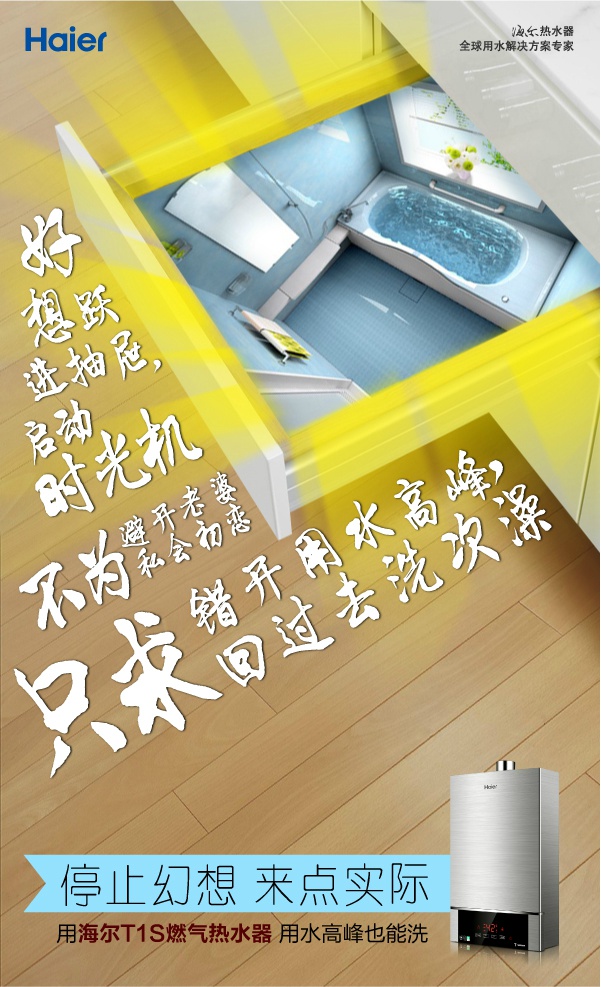 Haier
海尔热水器
全球用水解决方案专家
好
想跃
进抽屉，
启动
时光机
不为避开老婆
私会初恋
只求错开用水高峰，
回过去洗次澡
Haier
42
停止幻想 来点实际
用海尔T1S燃气热水器 用水高峰也能洗